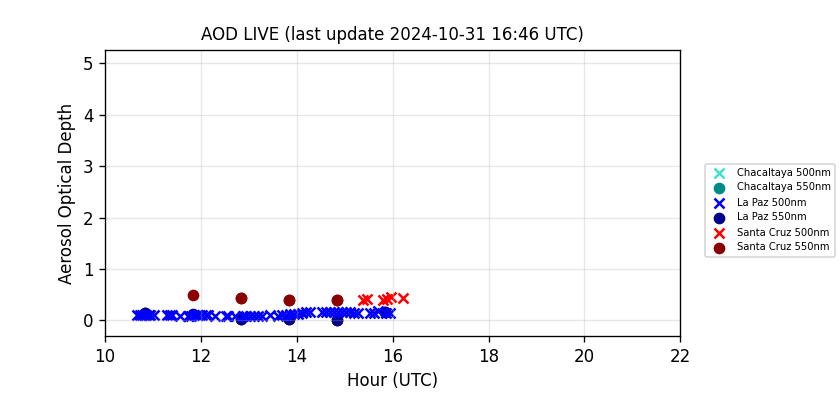 AOD LIVE (last update 2024-10-31 16:46 UTC)
Aerosol Optical Depth
5
4
3
2
1
0
10 12 14 16 18 20 22
Hour (UTC)
Chacaltaya 500nm
Chacaltaya 550nm
La Paz 500nm
La Paz 550nm
Santa Cruz 500nm
Santa Cruz 550nm